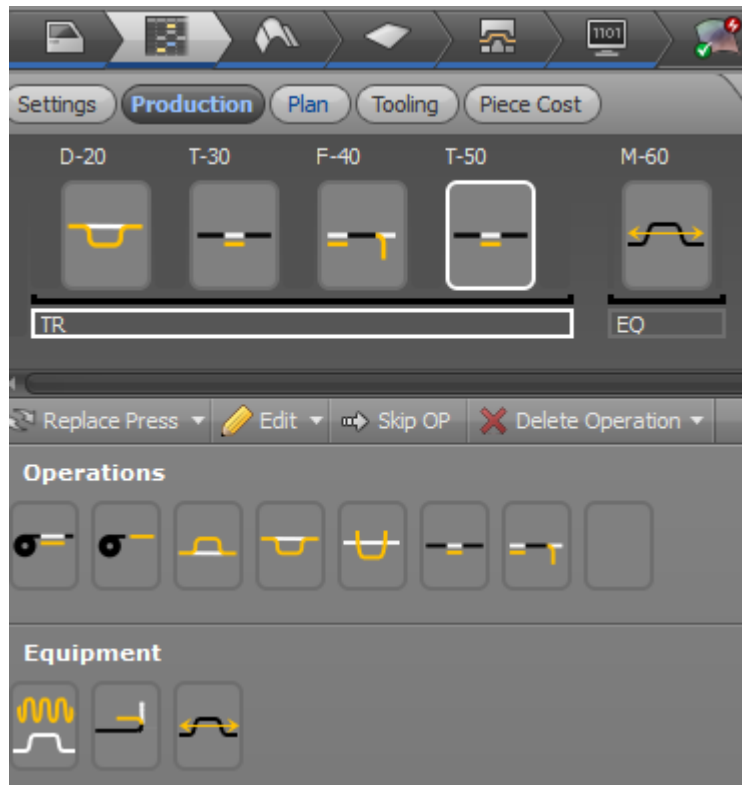 1101
Settings Production Plan Tooling Piece Cost
D-20 T-30 F-40 T-50 M-60
TR EQ
Replace Press Edit Skip OP Delete Operation
Operations
Equipment